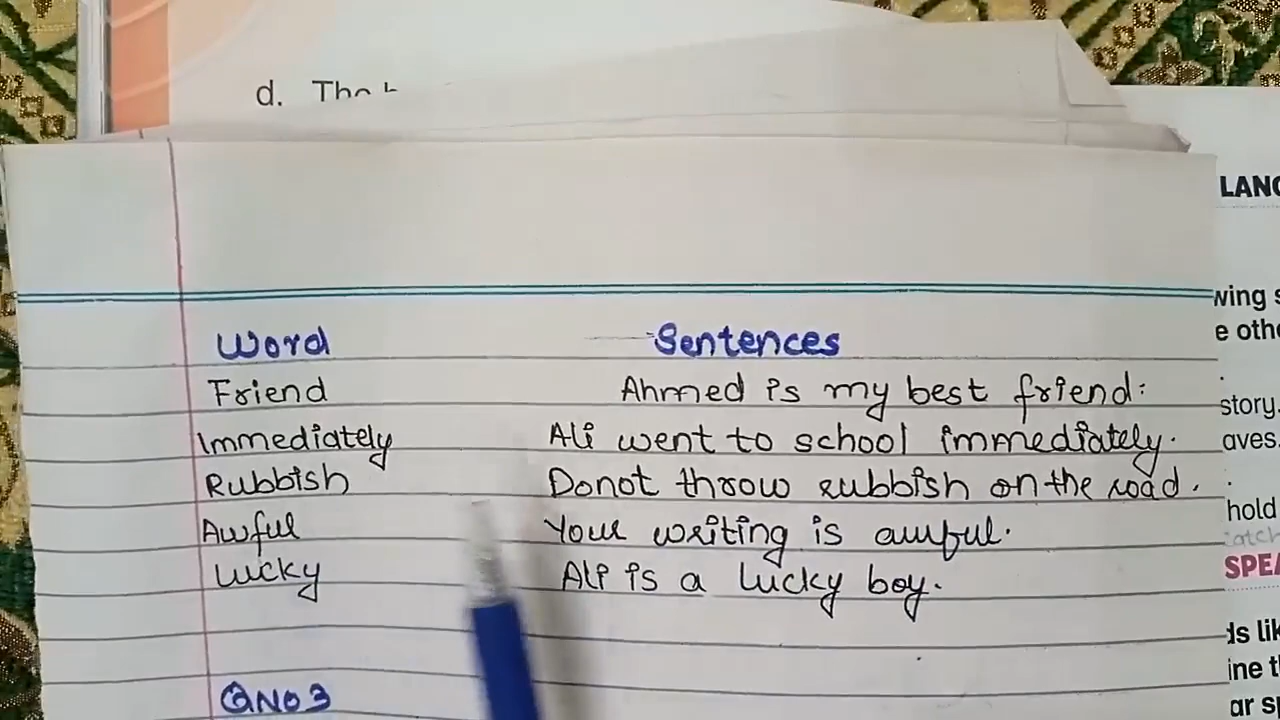 d. The
LANG
wing s
Word Sentences
e othe
Friend Ahmed is my best friend.
story.
Immediately Ali went to school immediately.
aves.
Rubbish Donot throw rubbish on the road.
hold
Awful Your writing is awful.
SPEA
Lucky Ali is a lucky boy.
ds lik
ine th
QNO3
ar sp